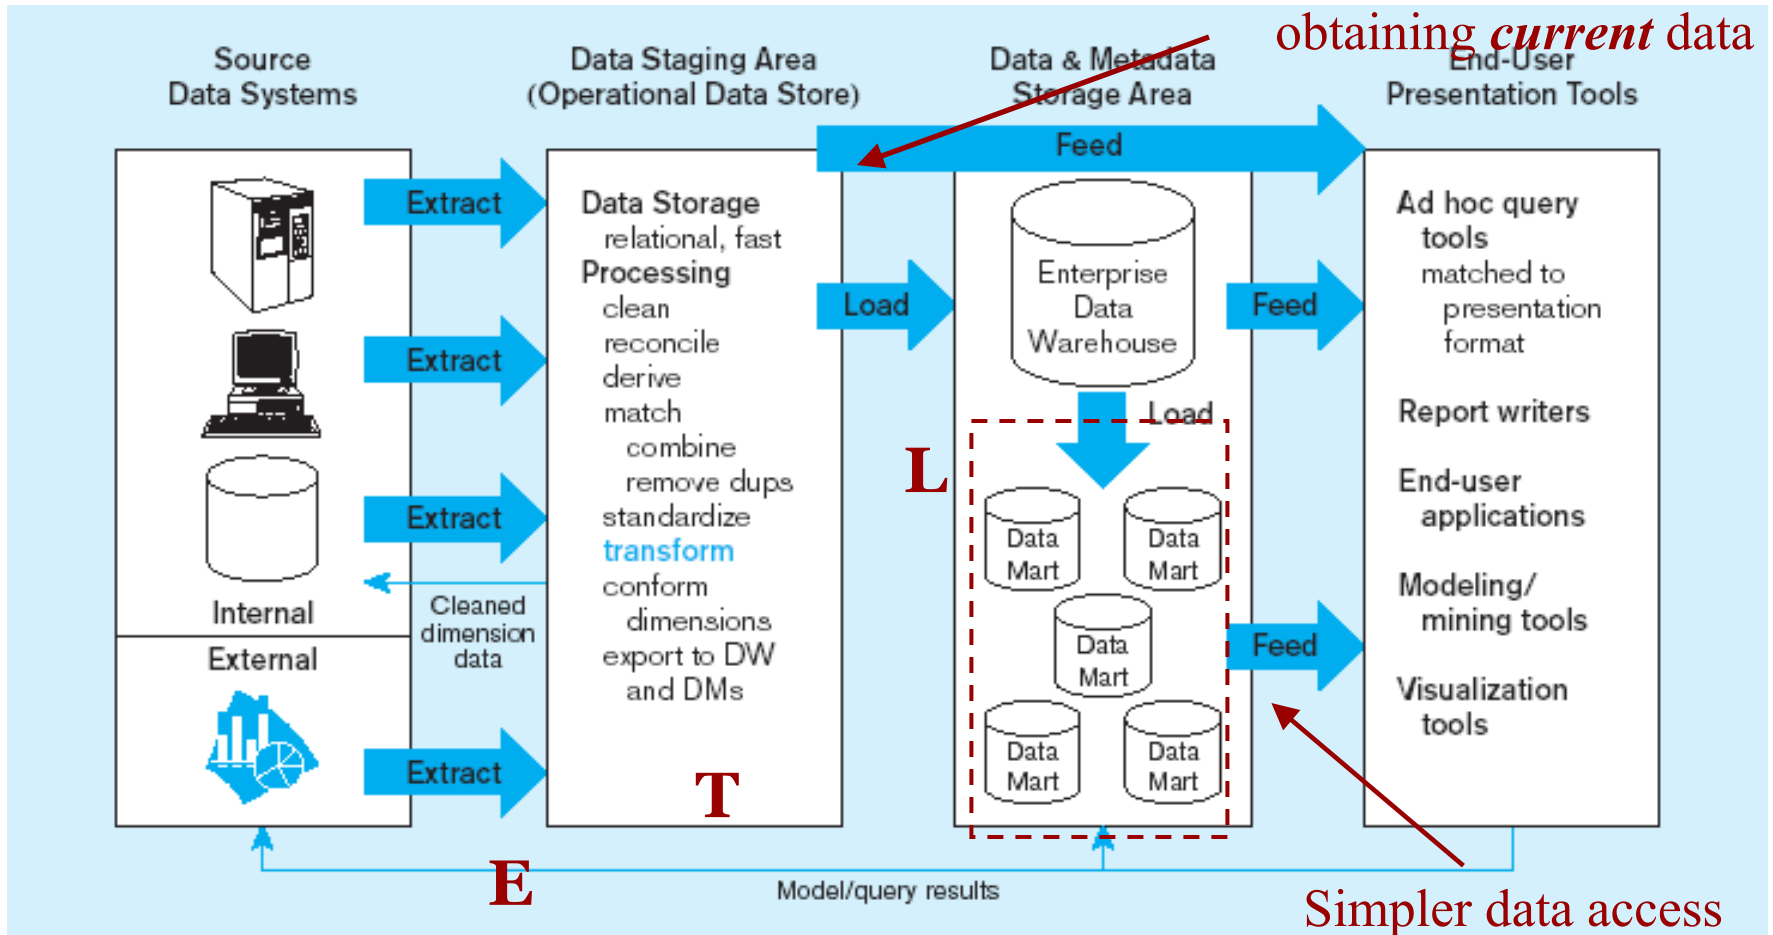 obtaining current data
Source
Data Systems
Data Staging Area
(Operational Data Store)
Data & Metadata
Storage Area
End-User
Presentation Tools
Extract
Extract
Extract
Internal
External
Extract
Cleaned
dimension
data
Data Storage
relational, fast
Processing
clean
reconcile
derive
match
combine
remove dups
standardize
transform
conform
dimensions
export to DW
and DMs
T
E
Feed
Load
Enterprise
Data
Warehouse
Load
L
Data
Mart
Data
Mart
Data
Mart
Data
Mart
Data
Mart
Feed
Feed
Ad hoc query
tools
matched to
presentation
format
Report writers
End-user
applications
Modeling/
mining tools
Visualization
tools
Model/query results
Simpler data access